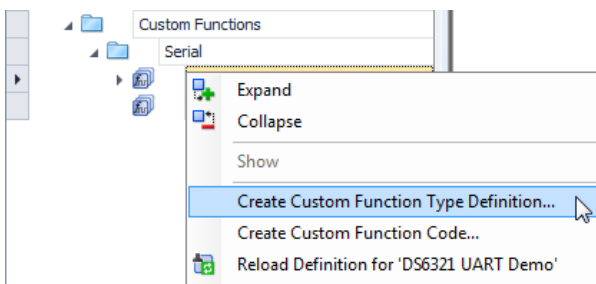 Custom Functions
Serial
Expand
Collapse
Show
Create Custom Function Type Definition...
Create Custom Function Code...
Reload Definition for 'DS6321 UART Demo'